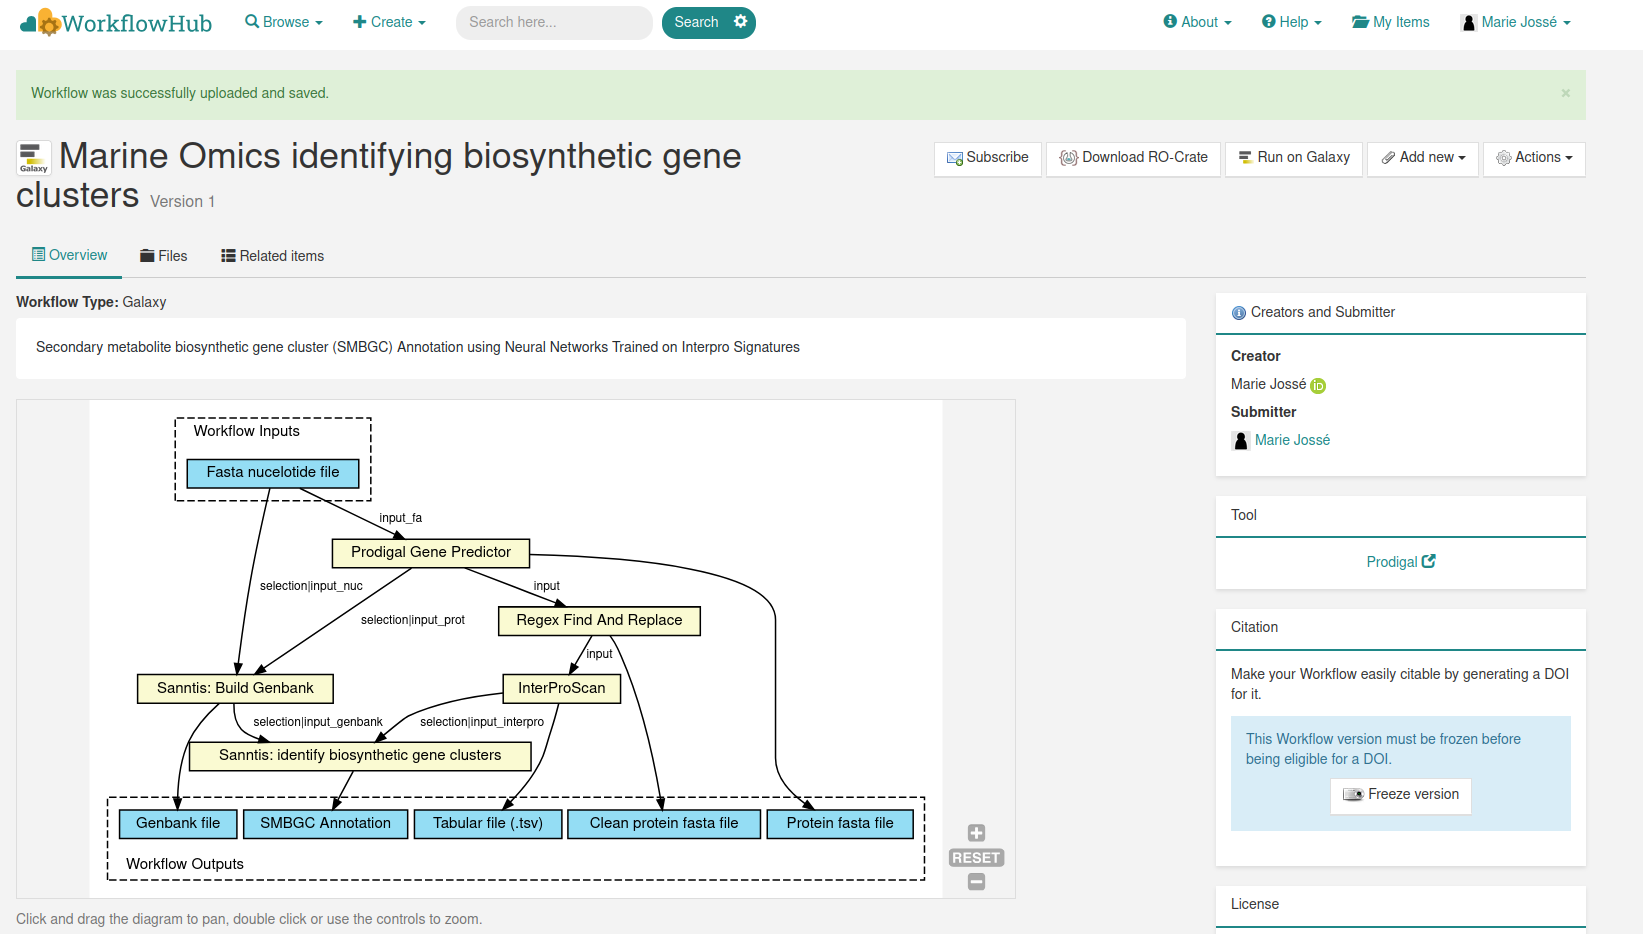 WorkflowHub
Browse
Create
Search here...
Search
About
Help
My Items
Marie Jossé
Workflow was successfully uploaded and saved.
×
Galaxy
Marine Omics identifying biosynthetic gene
clusters Version 1
Subscribe
Download RO-Crate
Run on Galaxy
Add new
Actions
Overview
Files
Related items
Workflow Type: Galaxy
Secondary metabolite biosynthetic gene cluster (SMBGC) Annotation using Neural Networks Trained on Interpro Signatures
Workflow Inputs
Fasta nucelotide file
input_fa
Prodigal Gene Predictor
selection|input_nuc
input
selection|input_prot
Regex Find And Replace
input
Sanntis: Build Genbank
InterProScan
selection|input_genbank
selection|input_interpro
Sanntis: identify biosynthetic gene clusters
Genbank file
SMBGC Annotation
Tabular file (.tsv)
Clean protein fasta file
Protein fasta file
Workflow Outputs
RESET
Click and drag the diagram to pan, double click or use the controls to zoom.
Creators and Submitter
Creator
Marie Jossé iD
Submitter
Marie Jossé
Tool
Prodigal
Citation
Make your Workflow easily citable by generating a DOI
for it.
This Workflow version must be frozen before
being eligible for a DOI.
Freeze version
License